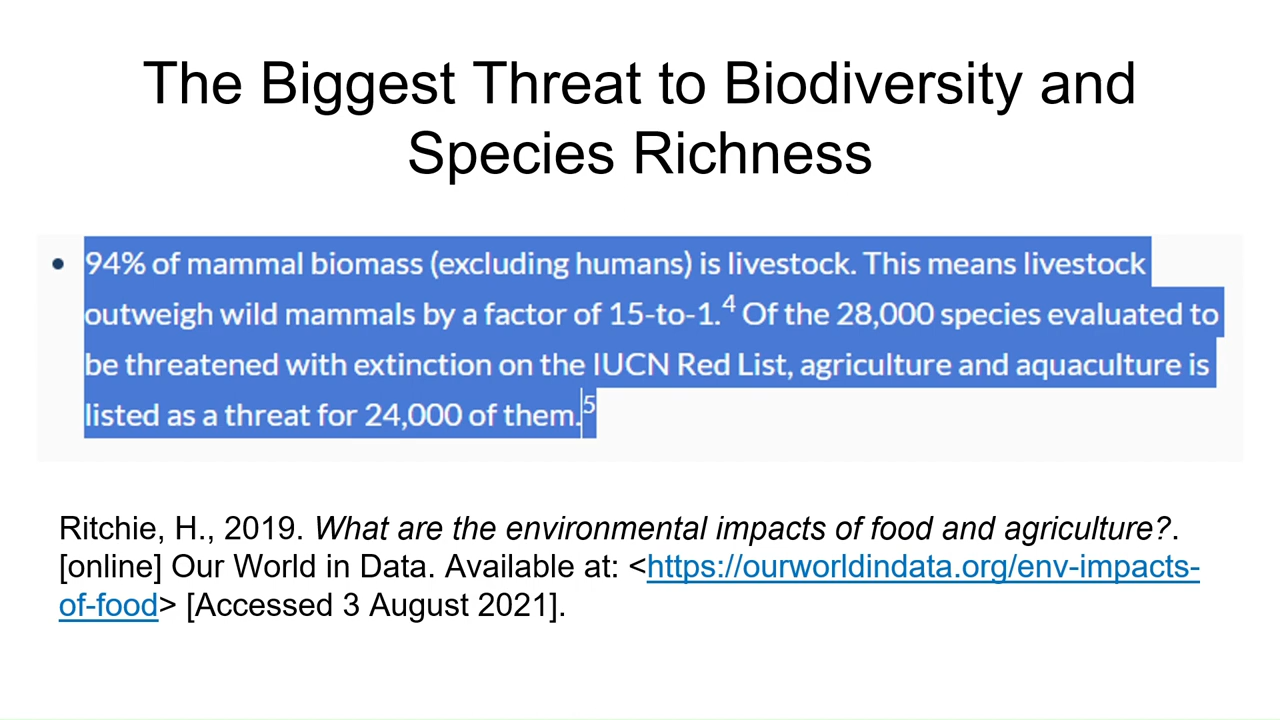 The Biggest Threat to Biodiversity and
Species Richness
• 94% of mammal biomass (excluding humans) is livestock. This means livestock
outweigh wild mammals by a factor of 15-to-1.⁴ Of the 28,000 species evaluated to
be threatened with extinction on the IUCN Red List, agriculture and aquaculture is
listed as a threat for 24,000 of them.⁵
Ritchie, H., 2019. What are the environmental impacts of food and agriculture?.
[online] Our World in Data. Available at: <https://ourworldindata.org/env-impacts-
of-food> [Accessed 3 August 2021].